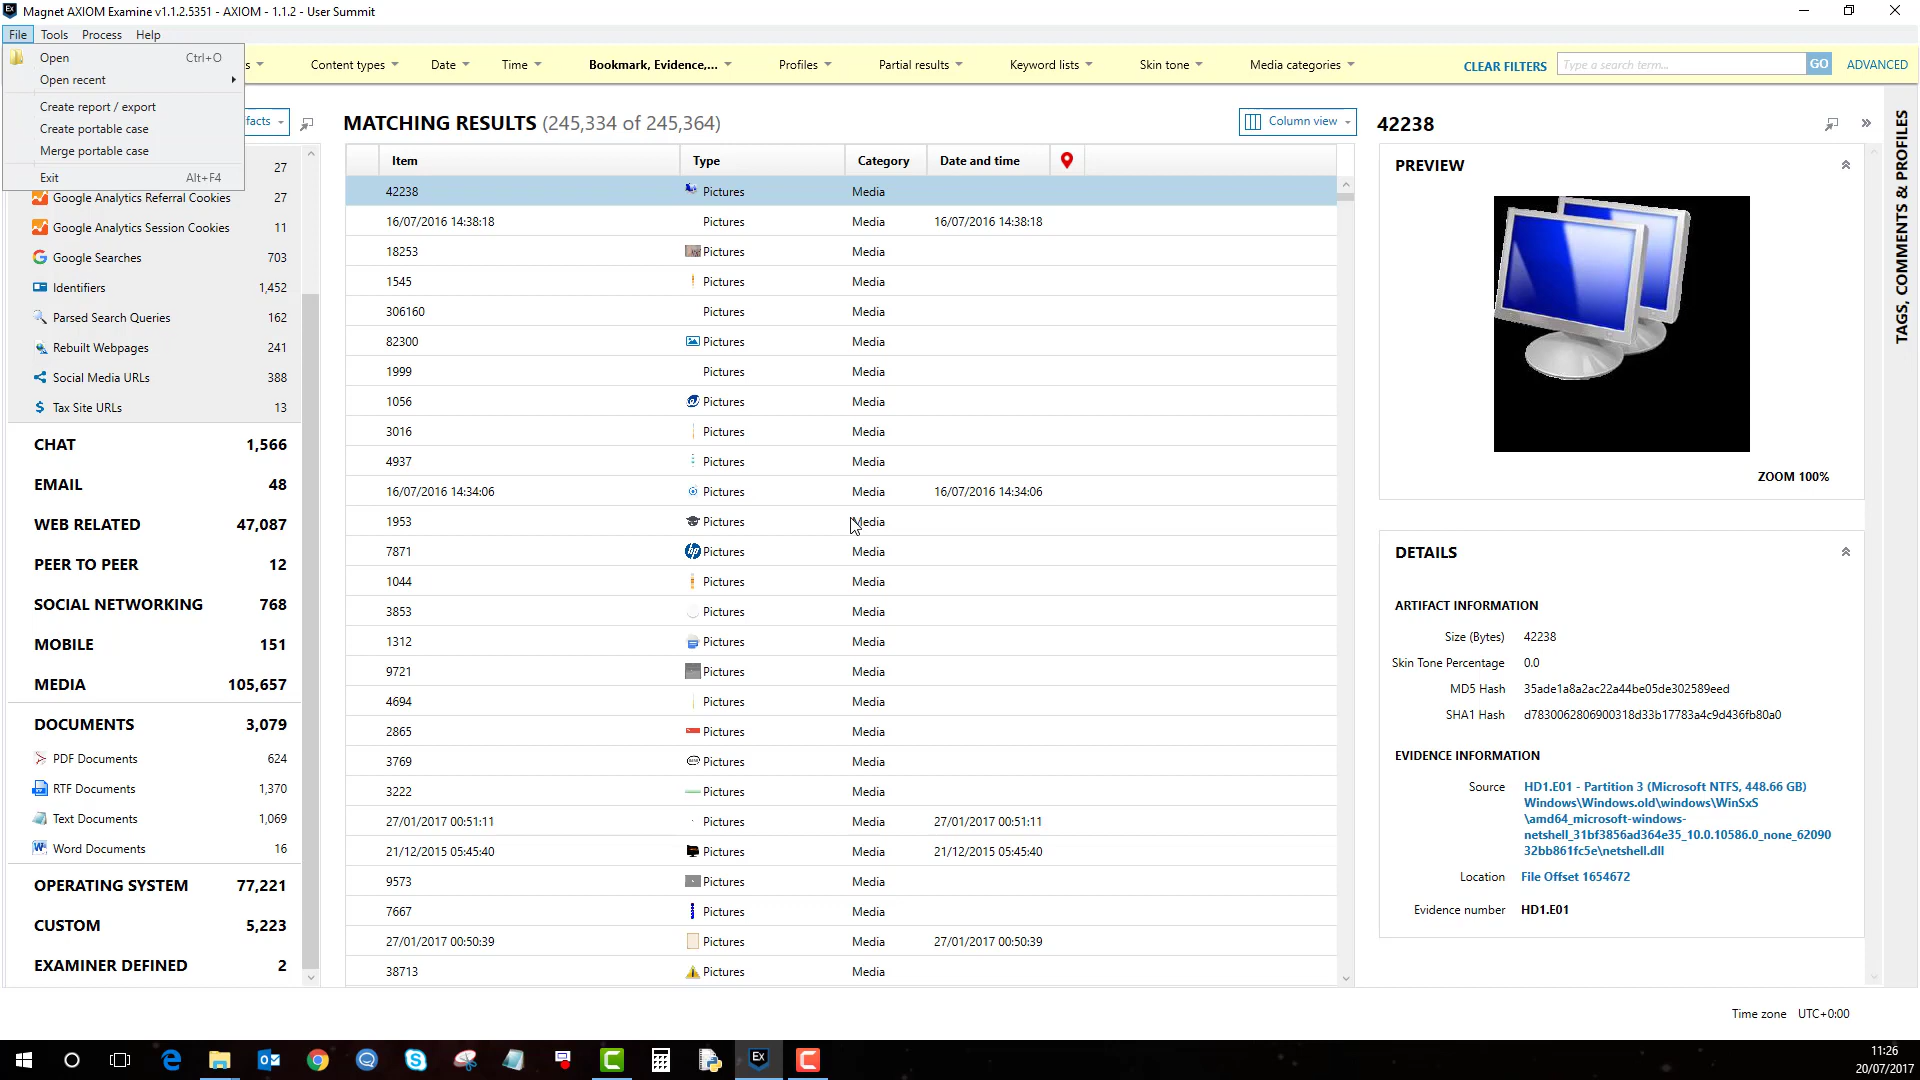 Magnet AXIOM Examine v1.1.2.5351 - AXIOM - 1.1.2 - User Summit
File Tools Process Help
Open Ctrl+O
Open recent
Create report / export
Create portable case
Merge portable case
Exit Alt+F4
s Content types Date Time Bookmark, Evidence,... Profiles Partial results Keyword lists Skin tone Media categories CLEAR FILTERS Type a search term... GO ADVANCED
facts
27
Google Analytics Referral Cookies 27
Google Analytics Session Cookies 11
Google Searches 703
Identifiers 1,452
Parsed Search Queries 162
Rebuilt Webpages 241
Social Media URLs 388
Tax Site URLs 13
CHAT 1,566
EMAIL 48
WEB RELATED 47,087
PEER TO PEER 12
SOCIAL NETWORKING 768
MOBILE 151
MEDIA 105,657
DOCUMENTS 3,079
PDF Documents 624
RTF Documents 1,370
Text Documents 1,069
Word Documents 16
OPERATING SYSTEM 77,221
CUSTOM 5,223
EXAMINER DEFINED 2
MATCHING RESULTS (245,334 of 245,364) Column view
Item Type Category Date and time
42238 Pictures Media
16/07/2016 14:38:18 Pictures Media 16/07/2016 14:38:18
18253 Pictures Media
1545 Pictures Media
306160 Pictures Media
82300 Pictures Media
1999 Pictures Media
1056 Pictures Media
3016 Pictures Media
4937 Pictures Media
16/07/2016 14:34:06 Pictures Media 16/07/2016 14:34:06
1953 Pictures Media
7871 Pictures Media
1044 Pictures Media
3853 Pictures Media
1312 Pictures Media
9721 Pictures Media
4694 Pictures Media
2865 Pictures Media
3769 Pictures Media
3222 Pictures Media
27/01/2017 00:51:11 Pictures Media 27/01/2017 00:51:11
21/12/2015 05:45:40 Pictures Media 21/12/2015 05:45:40
9573 Pictures Media
7667 Pictures Media
27/01/2017 00:50:39 Pictures Media 27/01/2017 00:50:39
38713 Pictures Media
42238
PREVIEW
ZOOM 100%
DETAILS
ARTIFACT INFORMATION
Size (Bytes) 42238
Skin Tone Percentage 0.0
MD5 Hash 35ade1a8a2ac22a44be05de302589eed
SHA1 Hash d7830062806900318d33b17783a4c9d436fb80a0
EVIDENCE INFORMATION
Source HD1.E01 - Partition 3 (Microsoft NTFS, 448.66 GB)
Windows\Windows.old\windows\WinSxS
\amd64_microsoft-windows-
netshell_31bf3856ad364e35_10.0.10586.0_none_62090
32bb861fc5e\netshell.dll
Location File Offset 1654672
Evidence number HD1.E01
TAGS, COMMENTS & PROFILES
Time zone UTC+0:00
11:26
20/07/2017